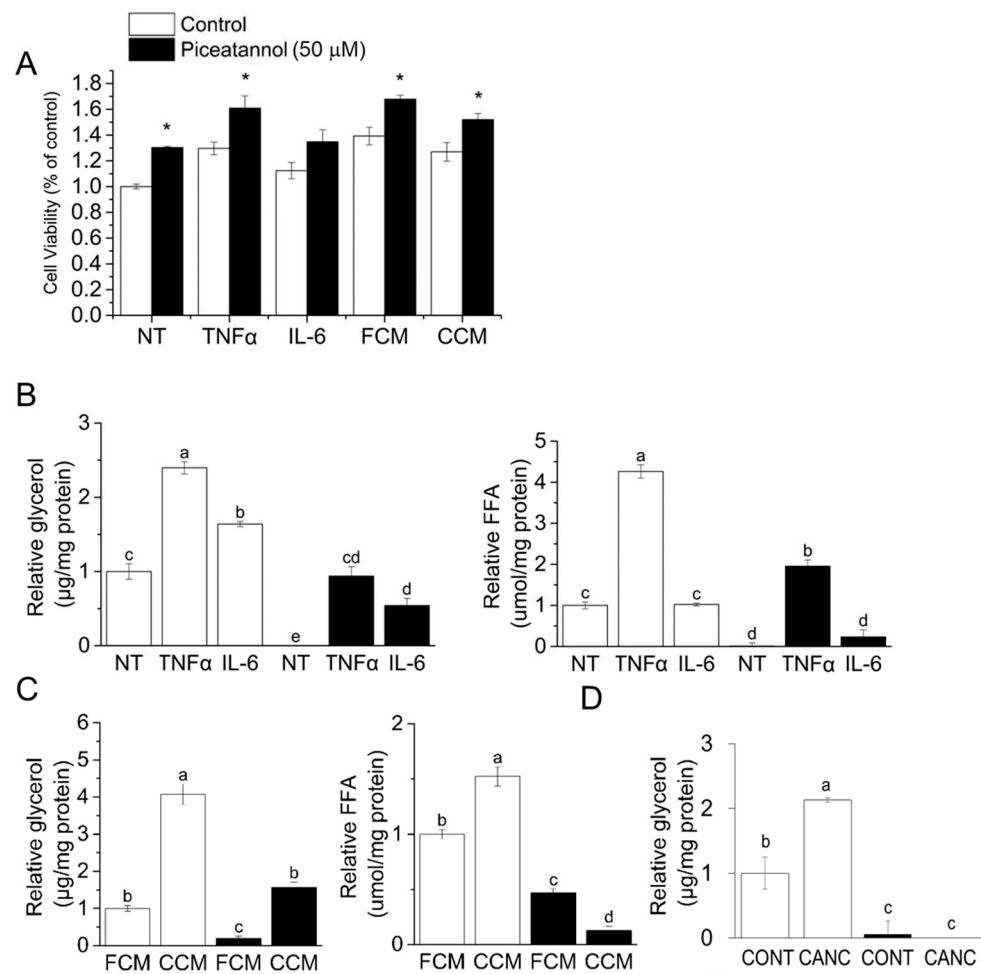 Control
Piceatannol (50 μM)
A
Cell Viability (% of control)
1.8
1.6
1.4
1.2
1.0
0.8
0.6
0.4
0.2
0.0
* * * *
NT TNFα IL-6 FCM CCM
B
Relative glycerol
(µg/mg protein)
3
2
1
0
c a b e cd d
NT TNFα IL-6 NT TNFα IL-6
Relative FFA
(umol/mg protein)
5
4
3
2
1
0
c a c d b d
NT TNFα IL-6 NT TNFα IL-6
C
Relative glycerol
(µg/mg protein)
6
5
4
3
2
1
0
b a c b
FCM CCM FCM CCM
Relative FFA
(umol/mg protein)
2
1
0
b a c d
FCM CCM FCM CCM
D
Relative glycerol
(µg/mg protein)
3
2
1
0
b a c c
CONT CANC CONT CANC